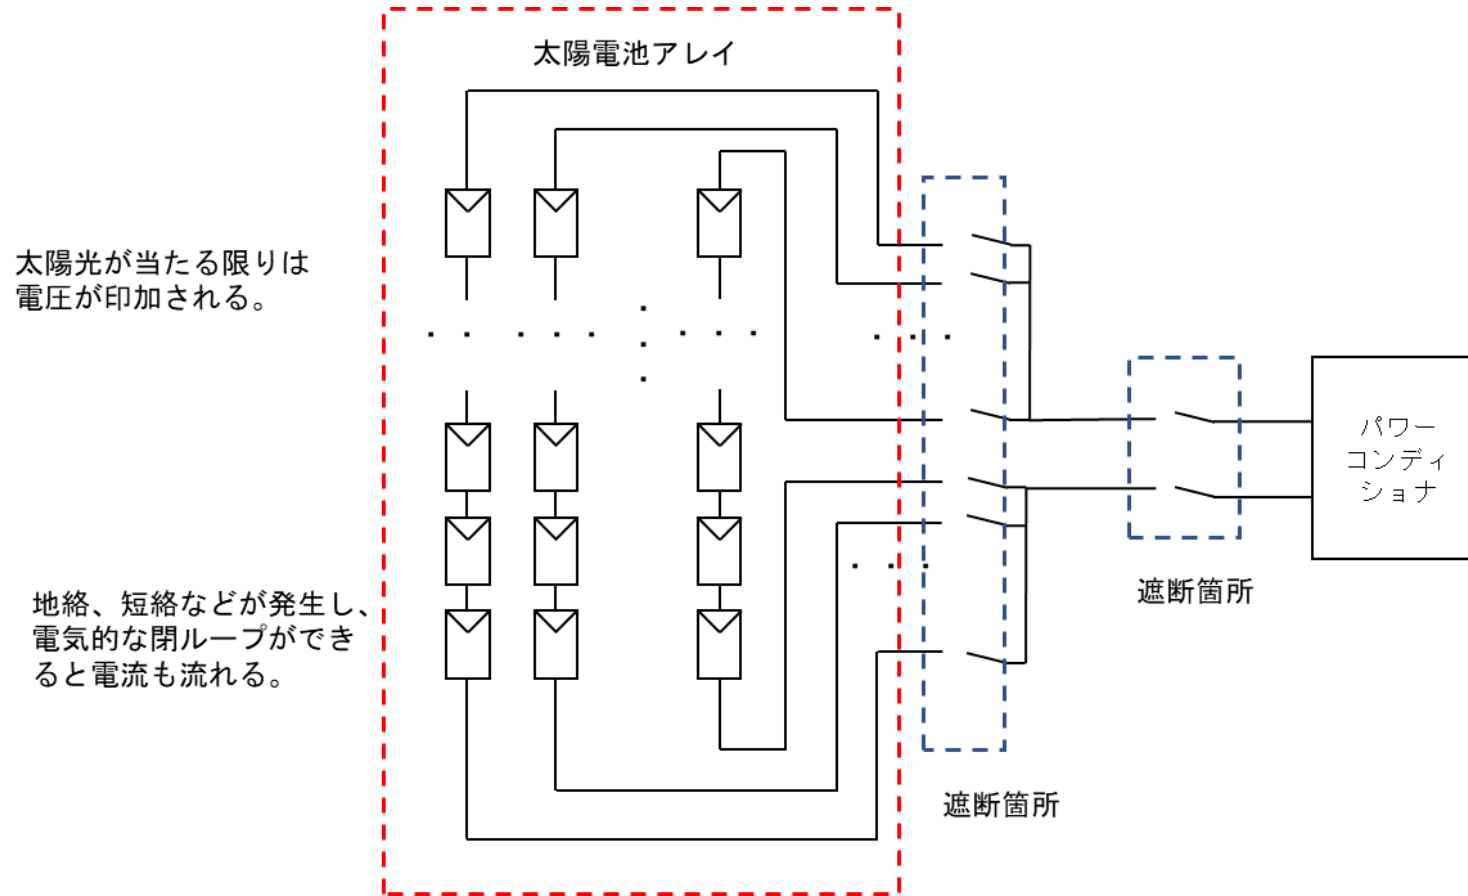 太陽電池アレイ
太陽光が当たる限りは
電圧が印加される。
地絡、短絡などが発生し、
電気的な閉ループができ
ると電流も流れる。
パワー
コンディ
ショナ
遮断箇所
遮断箇所